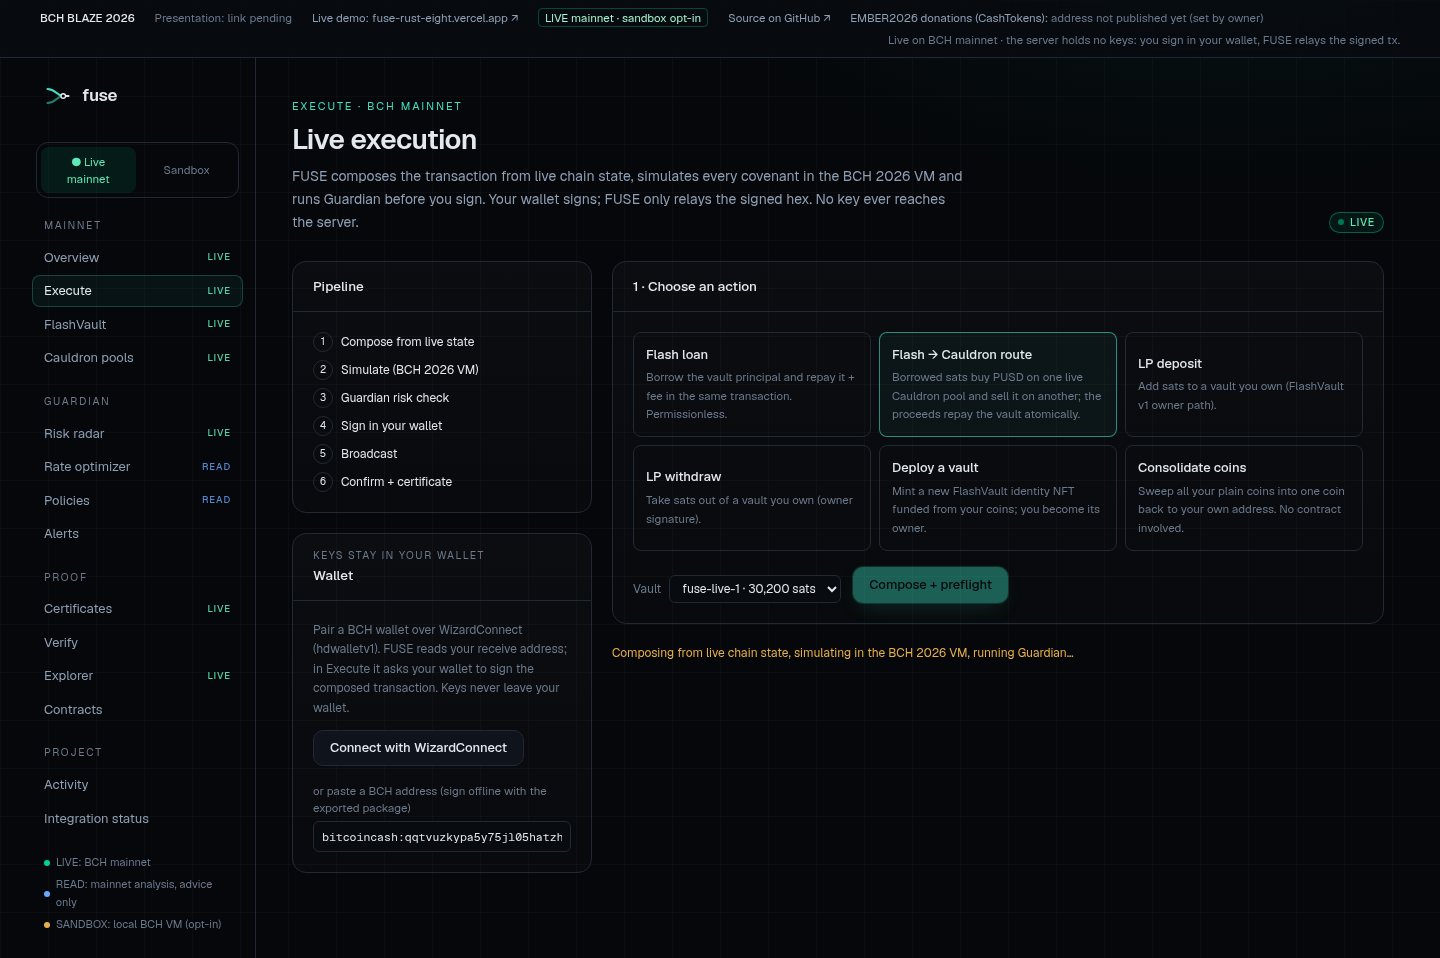 BCH BLAZE 2026
Presentation: link pending
Live demo: fuse-rust-eight.vercel.app ↗
LIVE mainnet · sandbox opt-in
Source on GitHub ↗
EMBER2026 donations (CashTokens): address not published yet (set by owner)
Live on BCH mainnet · the server holds no keys: you sign in your wallet, FUSE relays the signed tx.
fuse
Live
mainnet
Sandbox
MAINNET
Overview LIVE
Execute LIVE
FlashVault LIVE
Cauldron pools LIVE
GUARDIAN
Risk radar LIVE
Rate optimizer READ
Policies READ
Alerts
PROOF
Certificates LIVE
Verify
Explorer LIVE
Contracts
PROJECT
Activity
Integration status
LIVE: BCH mainnet
READ: mainnet analysis, advice
only
SANDBOX: local BCH VM (opt-in)
EXECUTE · BCH MAINNET
Live execution
FUSE composes the transaction from live chain state, simulates every covenant in the BCH 2026 VM and
runs Guardian before you sign. Your wallet signs; FUSE only relays the signed hex. No key ever reaches
the server.
LIVE
Pipeline
1 Compose from live state
2 Simulate (BCH 2026 VM)
3 Guardian risk check
4 Sign in your wallet
5 Broadcast
6 Confirm + certificate
KEYS STAY IN YOUR WALLET
Wallet
Pair a BCH wallet over WizardConnect
(hdwalletv1). FUSE reads your receive address;
in Execute it asks your wallet to sign the
composed transaction. Keys never leave your
wallet.
Connect with WizardConnect
or paste a BCH address (sign offline with the
exported package)
bitcoincash:qqtvuzkypa5y75jl05hatzh
1 · Choose an action
Flash loan
Borrow the vault principal and repay it +
fee in the same transaction.
Permissionless.
Flash → Cauldron route
Borrowed sats buy PUSD on one live
Cauldron pool and sell it on another; the
proceeds repay the vault atomically.
LP deposit
Add sats to a vault you own (FlashVault
v1 owner path).
LP withdraw
Take sats out of a vault you own (owner
signature).
Deploy a vault
Mint a new FlashVault identity NFT
funded from your coins; you become its
owner.
Consolidate coins
Sweep all your plain coins into one coin
back to your own address. No contract
involved.
Vault
fuse-live-1 · 30,200 sats
Compose + preflight
Composing from live chain state, simulating in the BCH 2026 VM, running Guardian…